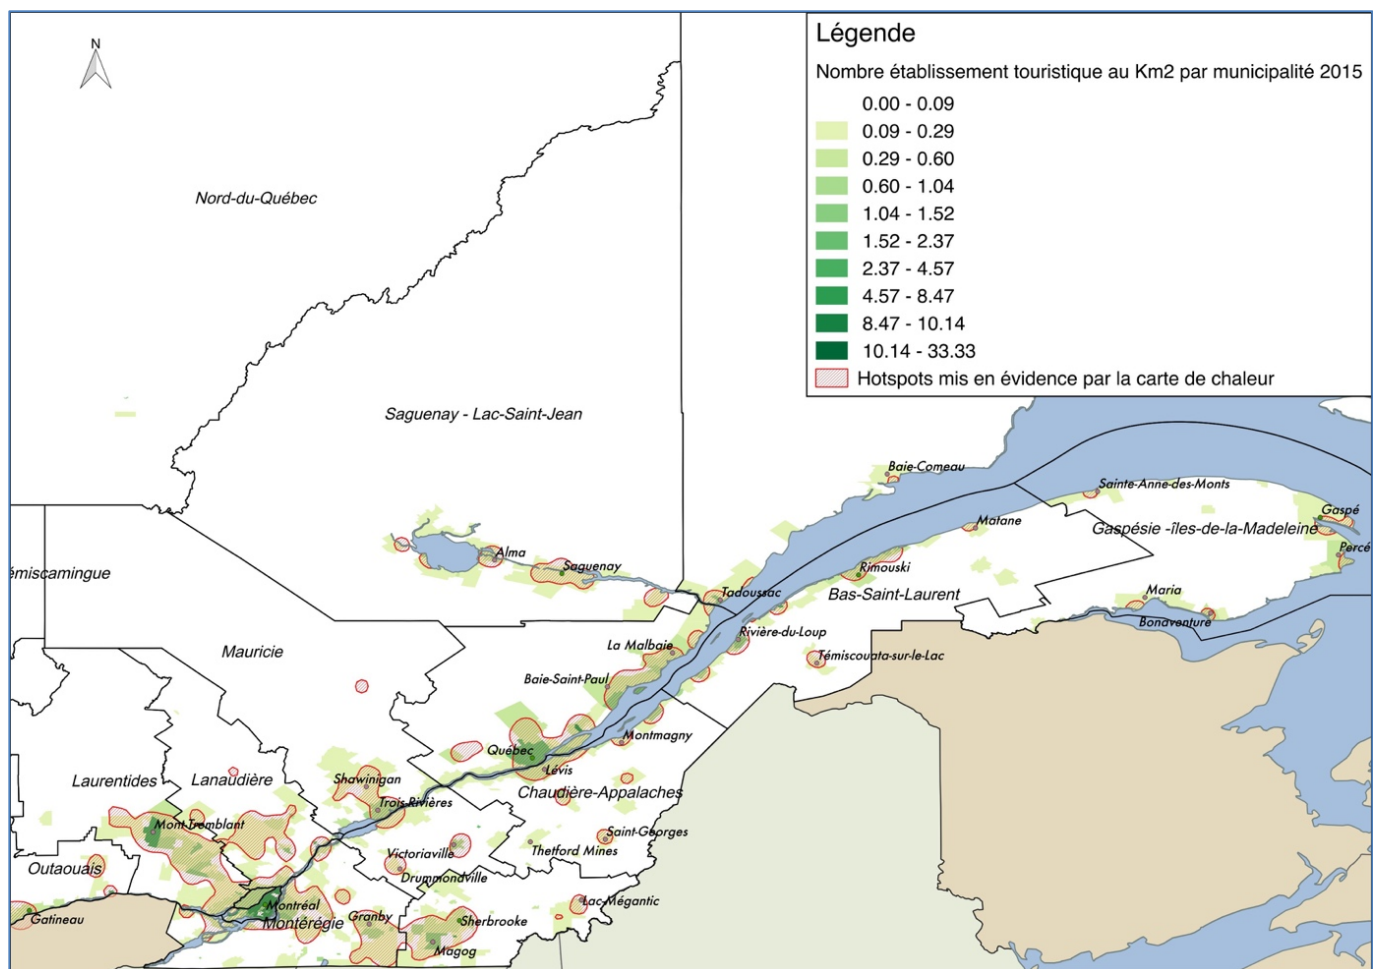 N
Légende
Nombre établissement touristique au Km2 par municipalité 2015
0.00 - 0.09
0.09 - 0.29
0.29 - 0.60
0.60 - 1.04
1.04 - 1.52
1.52 - 2.37
2.37 - 4.57
4.57 - 8.47
8.47 - 10.14
10.14 - 33.33
Hotspots mis en évidence par la carte de chaleur
Nord-du-Québec
Saguenay - Lac-Saint-Jean
Baie-Comeau
Sainte-Anne-des-Monts
Gaspé
Matane
Gaspésie -îles-de-la-Madeleine
Percé
Alma
Saguenay
Rimouski
émiscamingue
Tadoussac
Bas-Saint-Laurent
Maria
Bonaventure
Rivière-du-Loup
La Malbaie
Mauricie
Témiscouata-sur-le-Lac
Baie-Saint-Paul
Montmagny
Québec
Lévis
Laurentides
Lanaudière
Shawinigan
Chaudière-Appalaches
Trois-Rivières
Mont-Tremblant
Saint-Georges
Victoriaville
Thetford Mines
Outaouais
Drummondville
Lac-Mégantic
Montréal
Gatineau
Montérégie
Granby
Sherbrooke
Magog